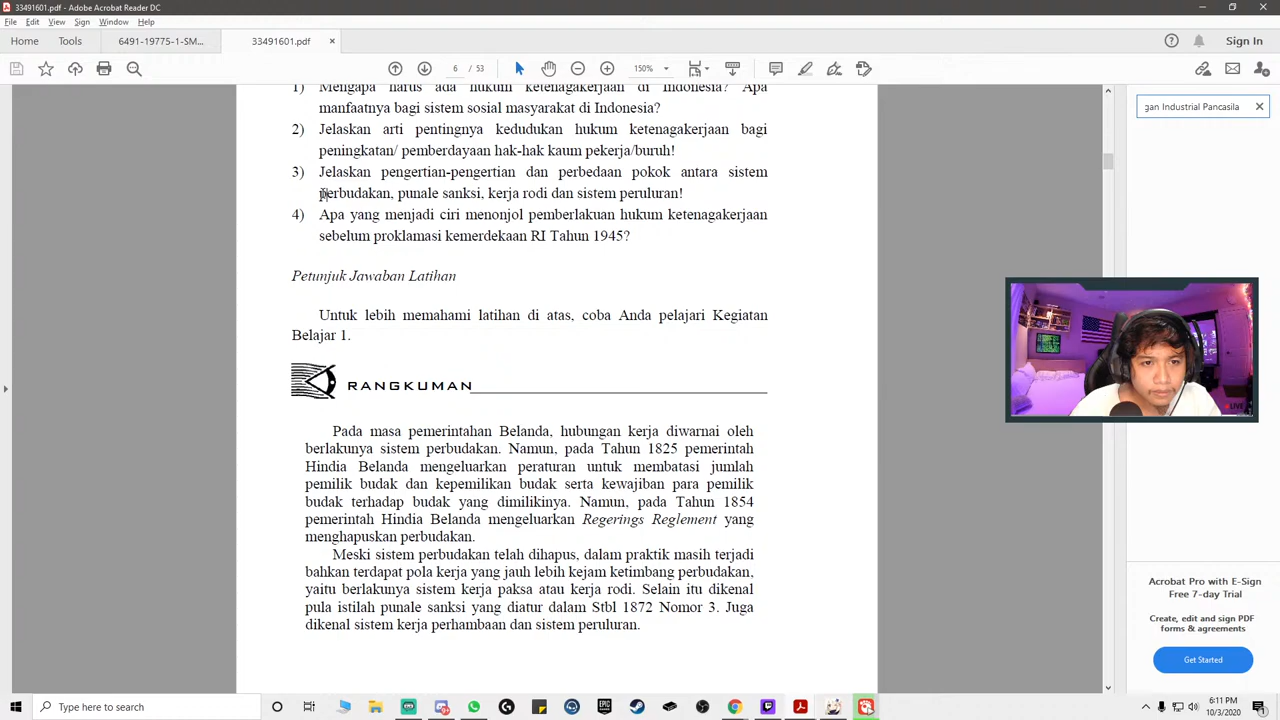 33491601.pdf - Adobe Acrobat Reader DC
File Edit View Sign Window Help
Home Tools 6491-19775-1-SM... 33491601.pdf × Sign In
6 / 53 150%
gan Industrial Pancasila
1) Mengapa harus ada hukum ketenagakerjaan di Indonesia? Apa
manfaatnya bagi sistem sosial masyarakat di Indonesia?
2) Jelaskan arti pentingnya kedudukan hukum ketenagakerjaan bagi
peningkatan/ pemberdayaan hak-hak kaum pekerja/buruh!
3) Jelaskan pengertian-pengertian dan perbedaan pokok antara sistem
perbudakan, punale sanksi, kerja rodi dan sistem peruluran!
4) Apa yang menjadi ciri menonjol pemberlakuan hukum ketenagakerjaan
sebelum proklamasi kemerdekaan RI Tahun 1945?
Petunjuk Jawaban Latihan
Untuk lebih memahami latihan di atas, coba Anda pelajari Kegiatan
Belajar 1.
RANGKUMAN
Pada masa pemerintahan Belanda, hubungan kerja diwarnai oleh
berlakunya sistem perbudakan. Namun, pada Tahun 1825 pemerintah
Hindia Belanda mengeluarkan peraturan untuk membatasi jumlah
pemilik budak dan kepemilikan budak serta kewajiban para pemilik
budak terhadap budak yang dimilikinya. Namun, pada Tahun 1854
pemerintah Hindia Belanda mengeluarkan Regerings Reglement yang
menghapuskan perbudakan.
Meski sistem perbudakan telah dihapus, dalam praktik masih terjadi
bahkan terdapat pola kerja yang jauh lebih kejam ketimbang perbudakan,
yaitu berlakunya sistem kerja paksa atau kerja rodi. Selain itu dikenal
pula istilah punale sanksi yang diatur dalam Stbl 1872 Nomor 3. Juga
dikenal sistem kerja perhambaan dan sistem peruluran.
LIVE
Acrobat Pro with E-Sign
Free 7-day Trial
Create, edit and sign PDF
forms & agreements
Get Started
Type here to search
EPIC
6:11 PM
10/3/2020